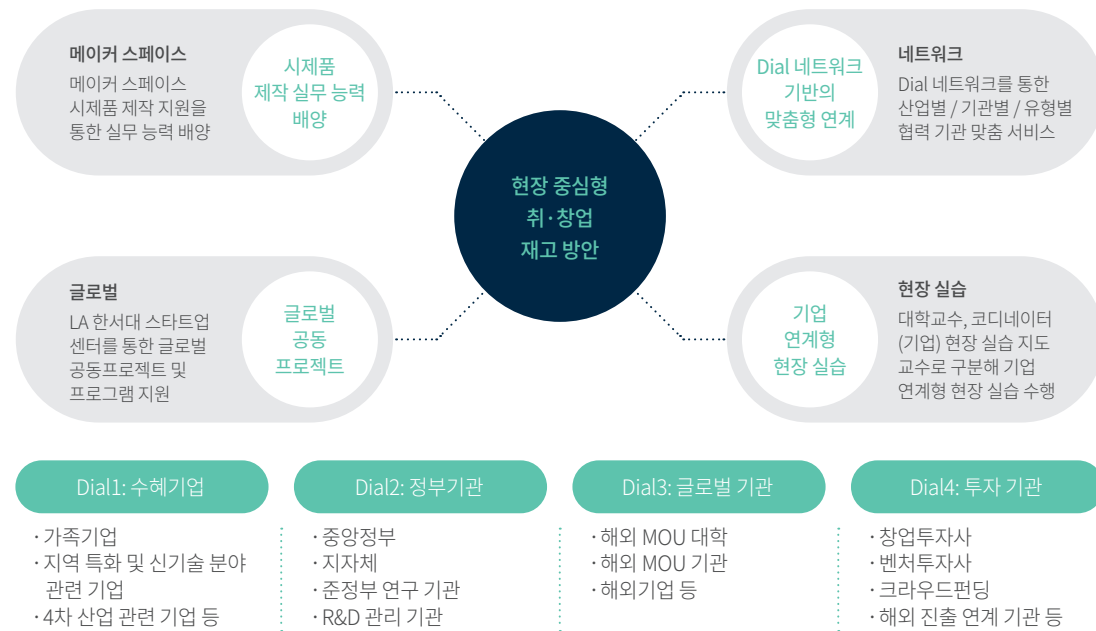 메이커 스페이스
메이커 스페이스
시제품 제작 지원을
통한 실무 능력 배양
시제품
제작 실무 능력
배양
Dial 네트워크
기반의
맞춤형 연계
네트워크
Dial 네트워크를 통한
산업별 / 기관별 / 유형별
협력 기관 맞춤 서비스
현장 중심형
취·창업
재고 방안
글로벌
LA 한서대 스타트업
센터를 통한 글로벌
공동프로젝트 및
프로그램 지원
글로벌
공동
프로젝트
기업
연계형
현장 실습
현장 실습
대학교수, 코디네이터
(기업) 현장 실습 지도
교수로 구분해 기업
연계형 현장 실습 수행
Dial1: 수혜기업
· 가족기업
· 지역 특화 및 신기술 분야
관련 기업
· 4차 산업 관련 기업 등
Dial2: 정부기관
· 중앙정부
· 지자체
· 준정부 연구 기관
· R&D 관리 기관
Dial3: 글로벌 기관
· 해외 MOU 대학
· 해외 MOU 기관
· 해외기업 등
Dial4: 투자 기관
· 창업투자사
· 벤처투자사
· 크라우드펀딩
· 해외 진출 연계 기관 등